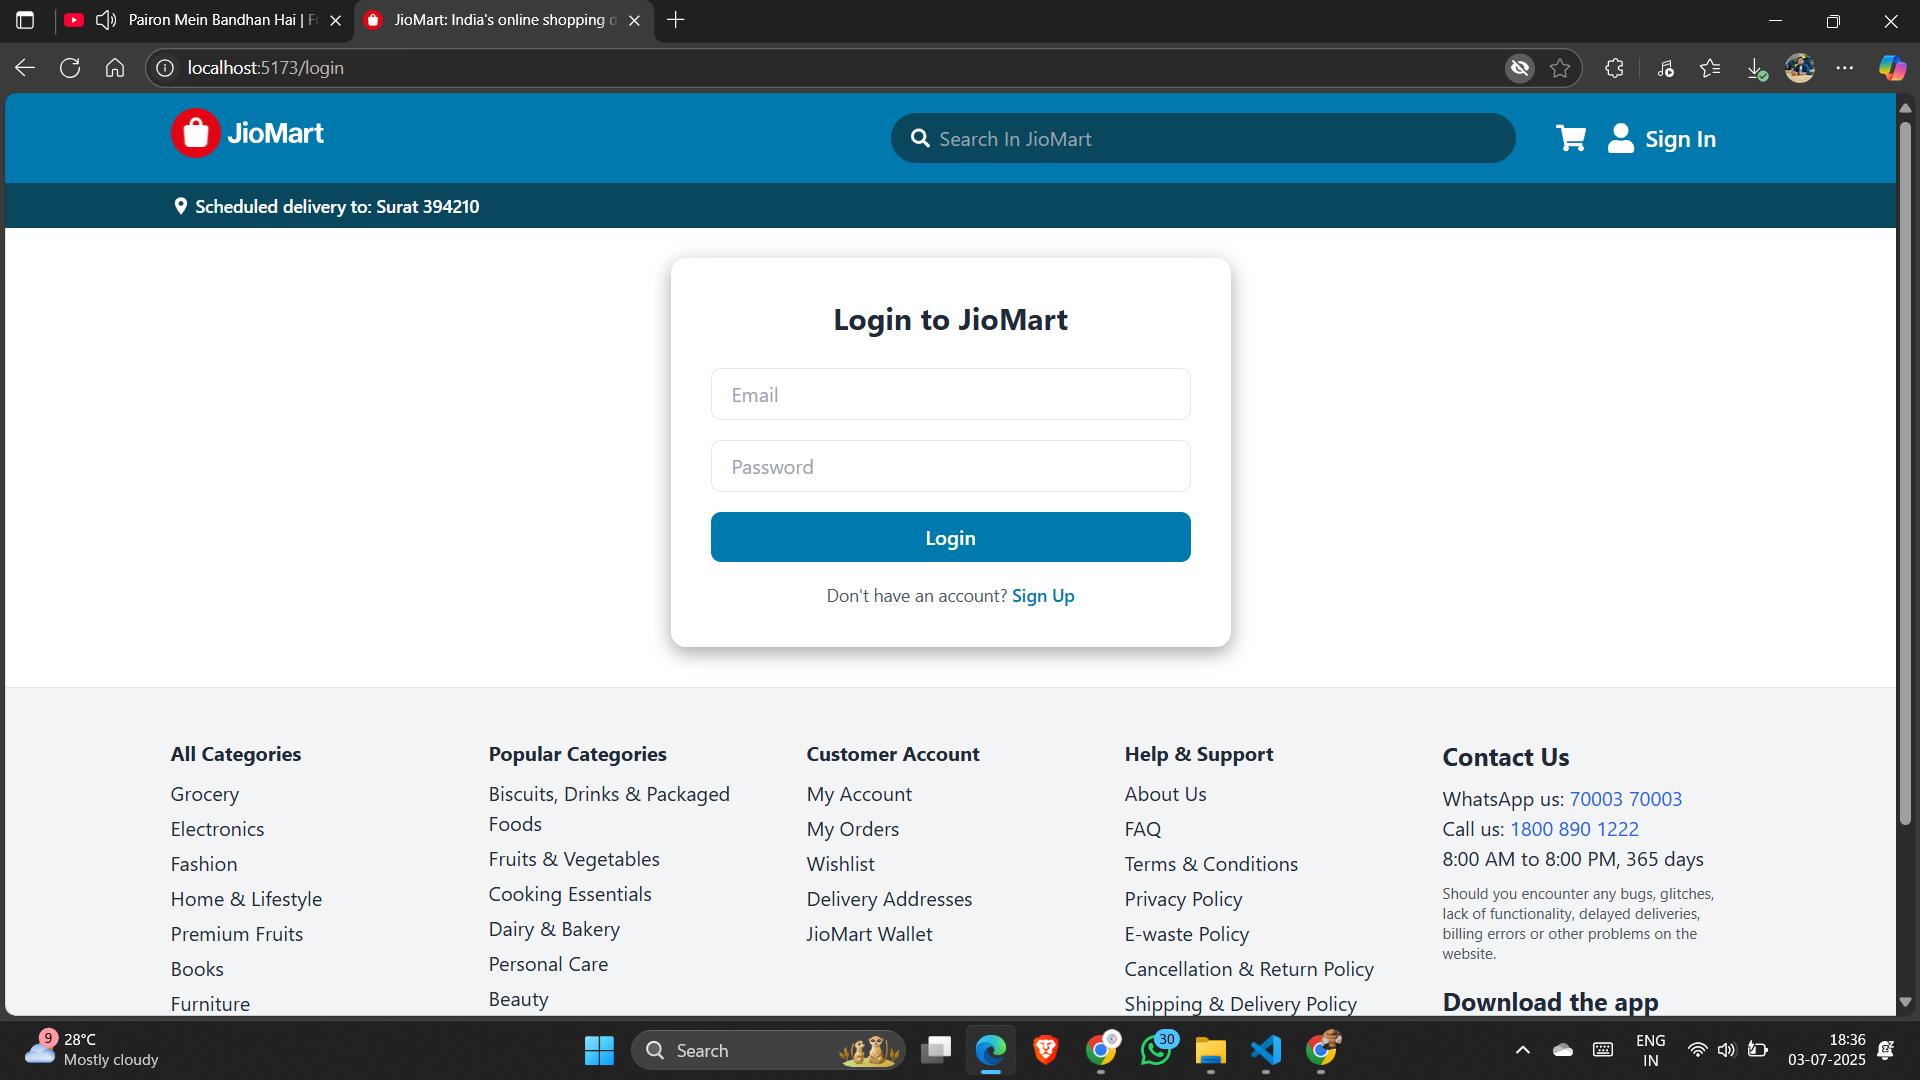 Pairon Mein Bandhan Hai |
JioMart: India's online shopping
localhost:5173/login
JioMart
Search In JioMart
Sign In
Scheduled delivery to: Surat 394210
Login to JioMart
Email
Password
Login
Don't have an account? Sign Up
All Categories
Grocery
Electronics
Fashion
Home & Lifestyle
Premium Fruits
Books
Furniture
Popular Categories
Biscuits, Drinks & Packaged
Foods
Fruits & Vegetables
Cooking Essentials
Dairy & Bakery
Personal Care
Beauty
Customer Account
My Account
My Orders
Wishlist
Delivery Addresses
JioMart Wallet
Help & Support
About Us
FAQ
Terms & Conditions
Privacy Policy
E-waste Policy
Cancellation & Return Policy
Shipping & Delivery Policy
Contact Us
WhatsApp us: 70003 70003
Call us: 1800 890 1222
8:00 AM to 8:00 PM, 365 days
Should you encounter any bugs, glitches,
lack of functionality, delayed deliveries,
billing errors or other problems on the
website.
Download the app
9
28°C
Mostly cloudy
Search
30
ENG
IN
18:36
03-07-2025